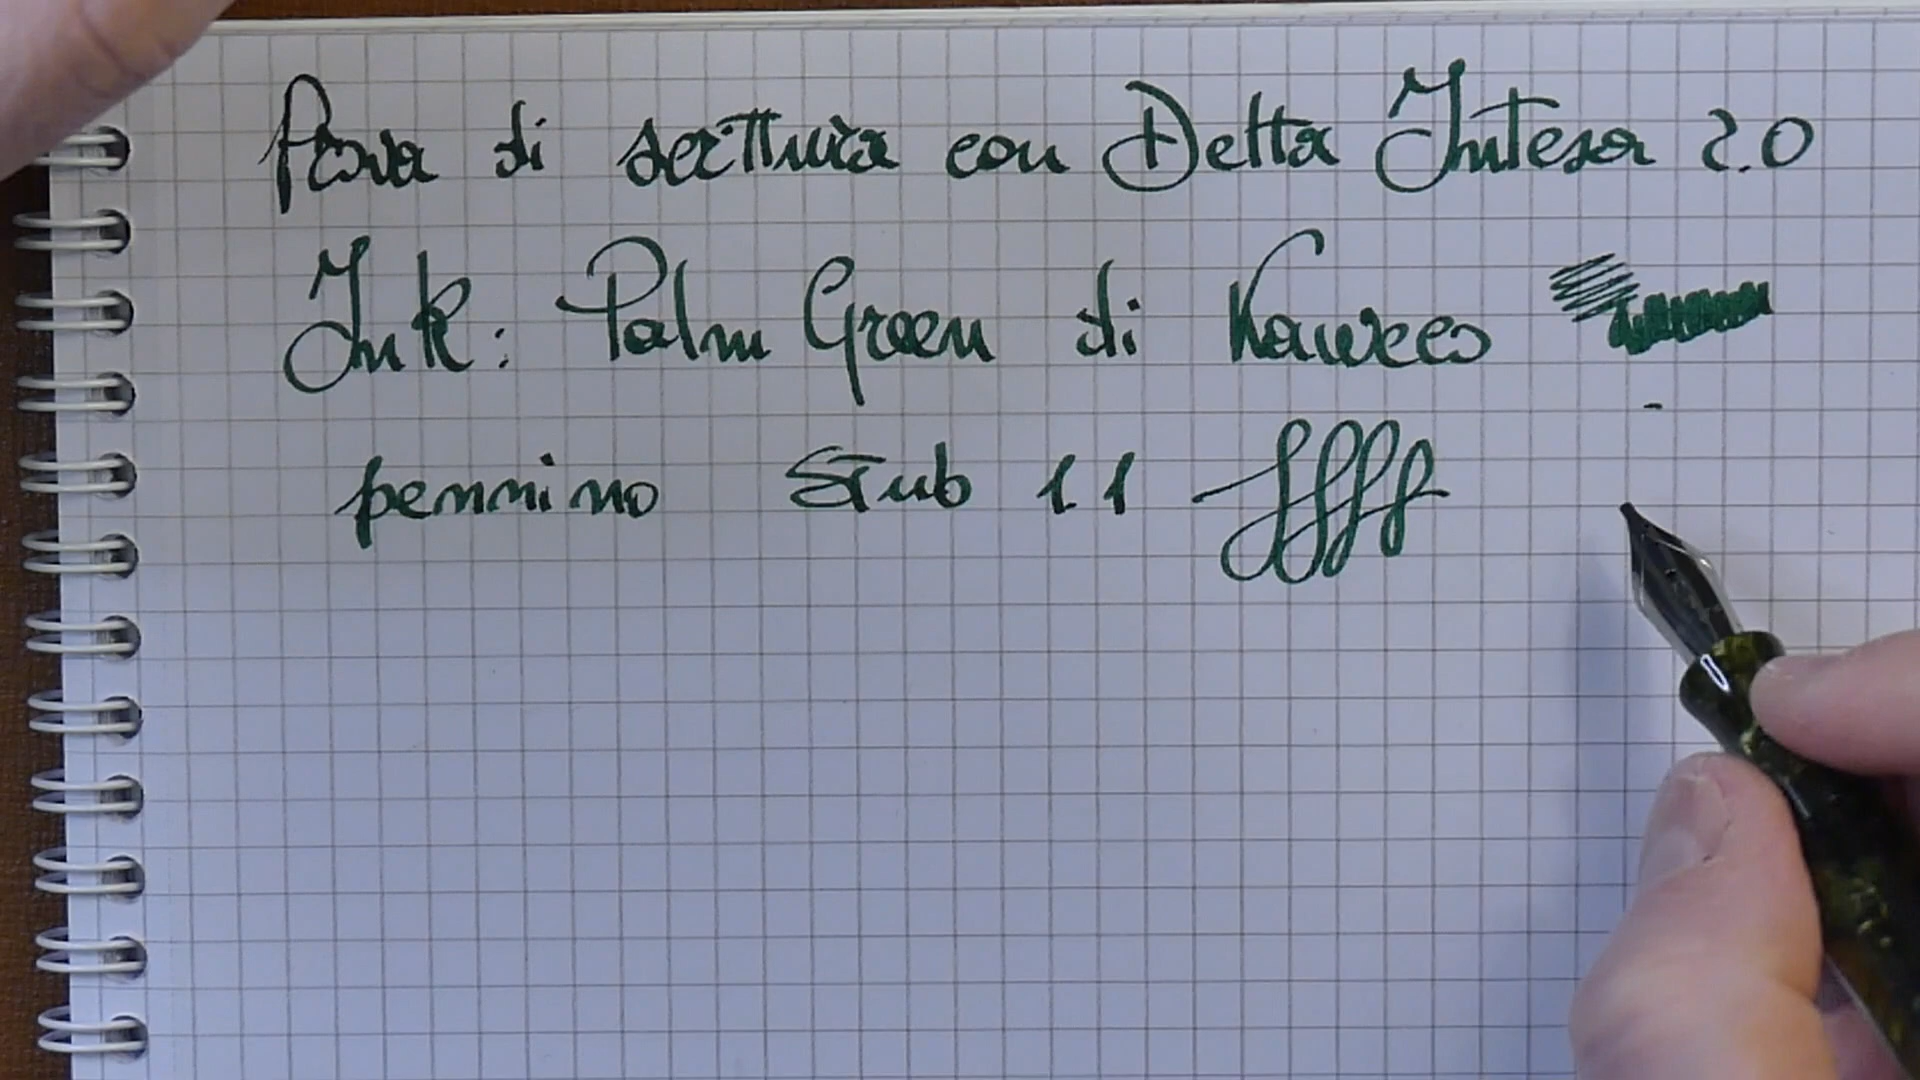 Prova di scrittura con Delta Intesa 2.0
Ink: Palm Green di Kaweco
pennino Stub 1.1